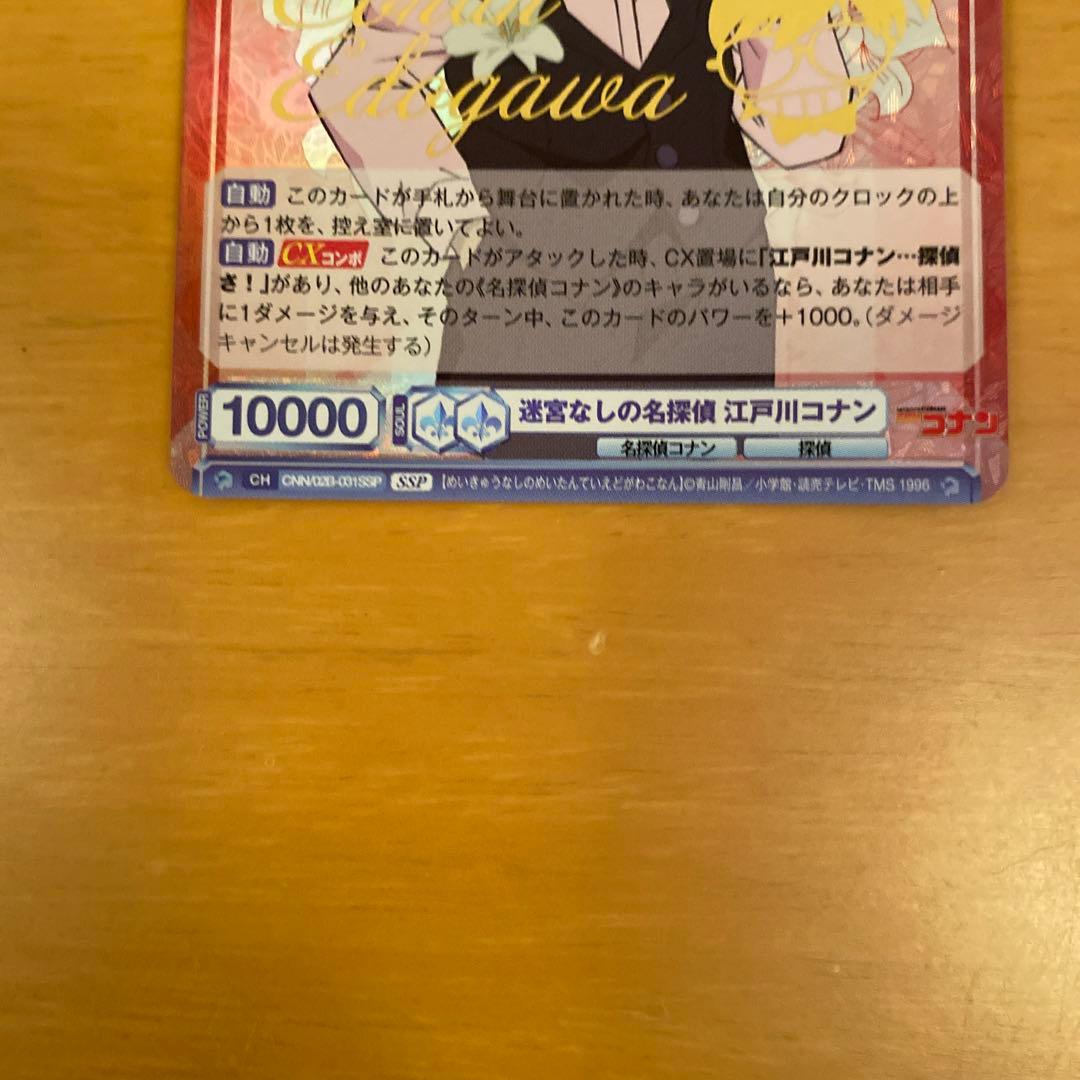 Conan
Edogawa
自動 このカードが手札から舞台に置かれた時、あなたは自分のクロックの上
から1枚を、控え室に置いてよい。
自動 CXコンボ このカードがアタックした時、CX置場に「江戸川コナン…探偵
さ！」があり、他のあなたの《名探偵コナン》のキャラがいるなら、あなたは相手
に1ダメージを与え、そのターン中、このカードのパワーを＋1000。（ダメージ
キャンセルは発生する）
POWER 10000 SOUL 迷宮なしの名探偵 江戸川コナン
コナン
名探偵コナン 探偵
CH CNN/02B-031SSP SSP 【めいきゅうなしのめいたんていえどがわこなん】©青山剛昌／小学館・読売テレビ・TMS 1996